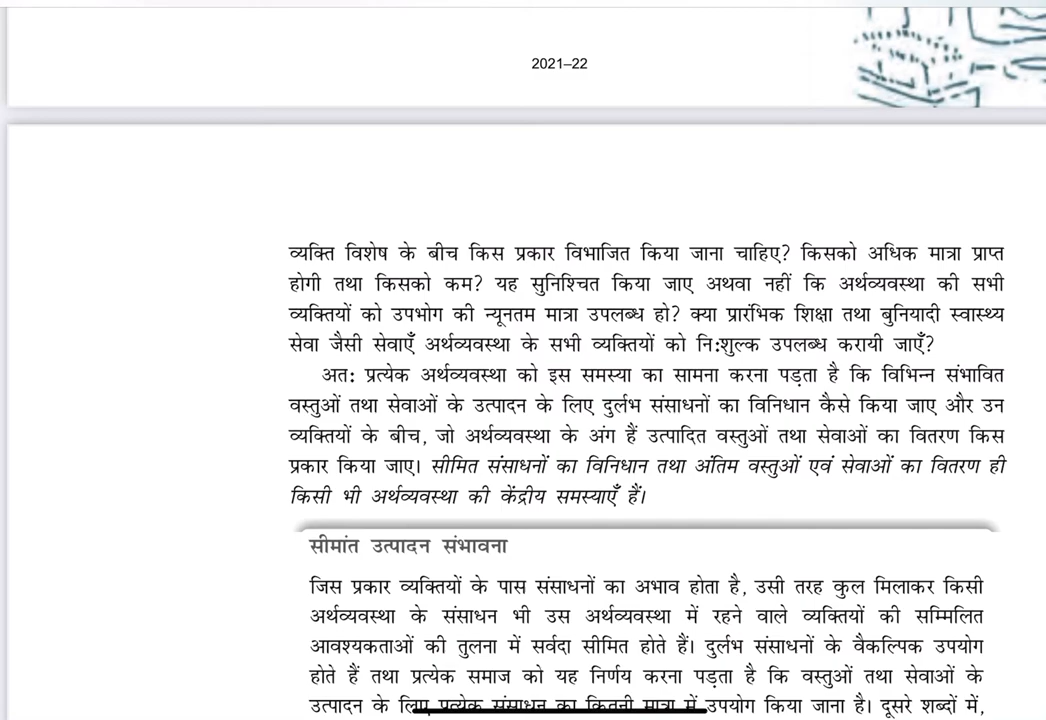 2021–22
व्यक्ति विशेष के बीच किस प्रकार विभाजित किया जाना चाहिए? किसको अधिक मात्रा प्राप्त
होगी तथा किसको कम? यह सुनिश्चित किया जाए अथवा नहीं कि अर्थव्यवस्था की सभी
व्यक्तियों को उपभोग की न्यूनतम मात्रा उपलब्ध हो? क्या प्रारंभिक शिक्षा तथा बुनियादी स्वास्थ्य
सेवा जैसी सेवाएँ अर्थव्यवस्था के सभी व्यक्तियों को नि:शुल्क उपलब्ध करायी जाएँ?
अत: प्रत्येक अर्थव्यवस्था को इस समस्या का सामना करना पड़ता है कि विभिन्न संभावित
वस्तुओं तथा सेवाओं के उत्पादन के लिए दुर्लभ संसाधनों का विनिधान कैसे किया जाए और उन
व्यक्तियों के बीच, जो अर्थव्यवस्था के अंग हैं उत्पादित वस्तुओं तथा सेवाओं का वितरण किस
प्रकार किया जाए। सीमित संसाधनों का विनिधान तथा अंतिम वस्तुओं एवं सेवाओं का वितरण ही
किसी भी अर्थव्यवस्था की केंद्रीय समस्याएँ हैं।
सीमांत उत्पादन संभावना
जिस प्रकार व्यक्तियों के पास संसाधनों का अभाव होता है, उसी तरह कुल मिलाकर किसी
अर्थव्यवस्था के संसाधन भी उस अर्थव्यवस्था में रहने वाले व्यक्तियों की सम्मिलित
आवश्यकताओं की तुलना में सर्वदा सीमित होते हैं। दुर्लभ संसाधनों के वैकल्पिक उपयोग
होते हैं तथा प्रत्येक समाज को यह निर्णय करना पड़ता है कि वस्तुओं तथा सेवाओं के
उत्पादन के लिए प्रत्येक संसाधन का कितनी मात्रा में उपयोग किया जाना है। दूसरे शब्दों में,